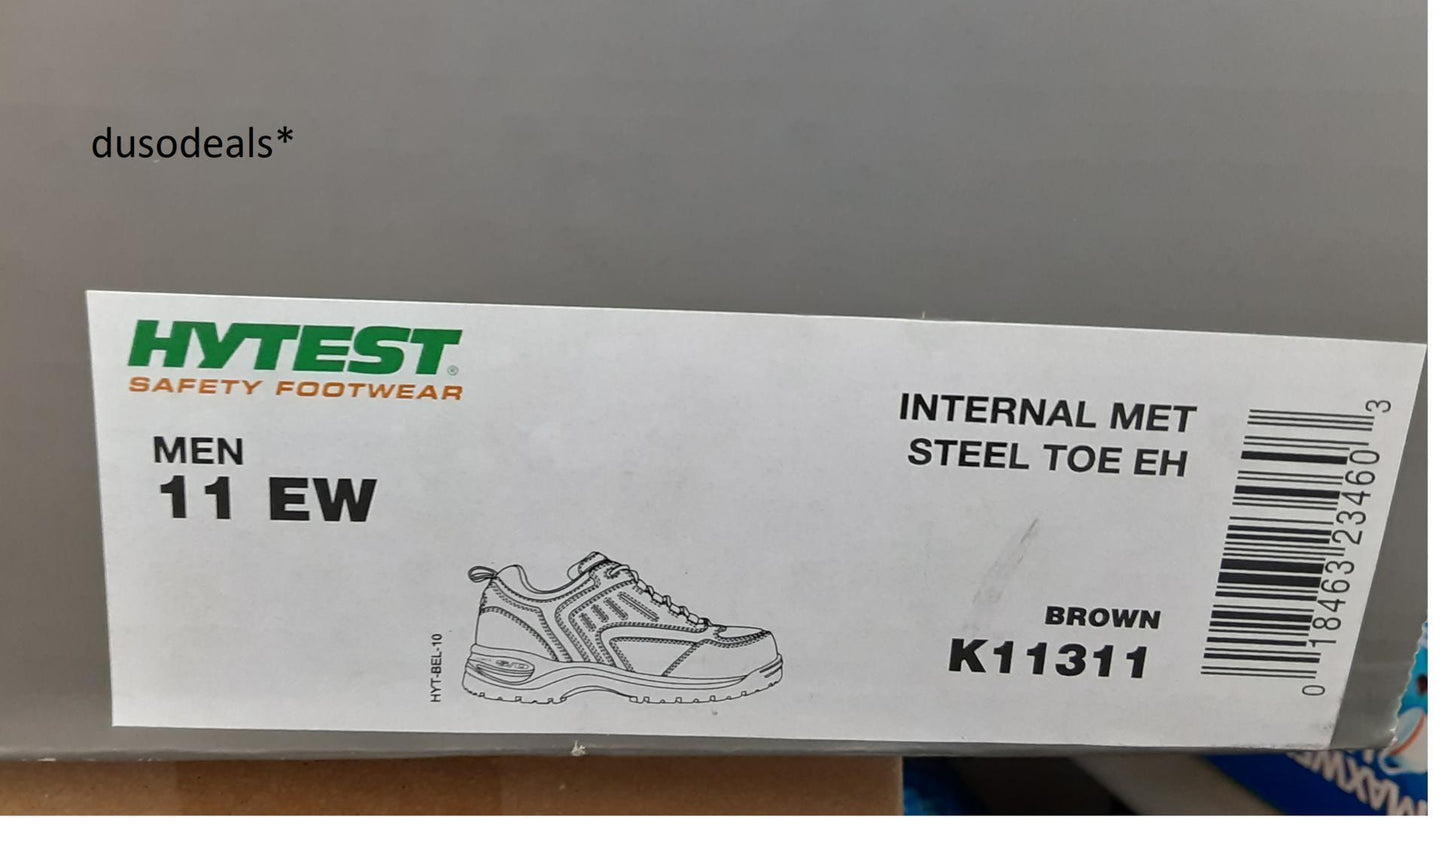 dusodeals*
HYTEST®
SAFETY FOOTWEAR
MEN
11 EW
INTERNAL MET
STEEL TOE EH
BROWN
K11311
HYT-BEL-10
0 18463 23460 3
MAXWE